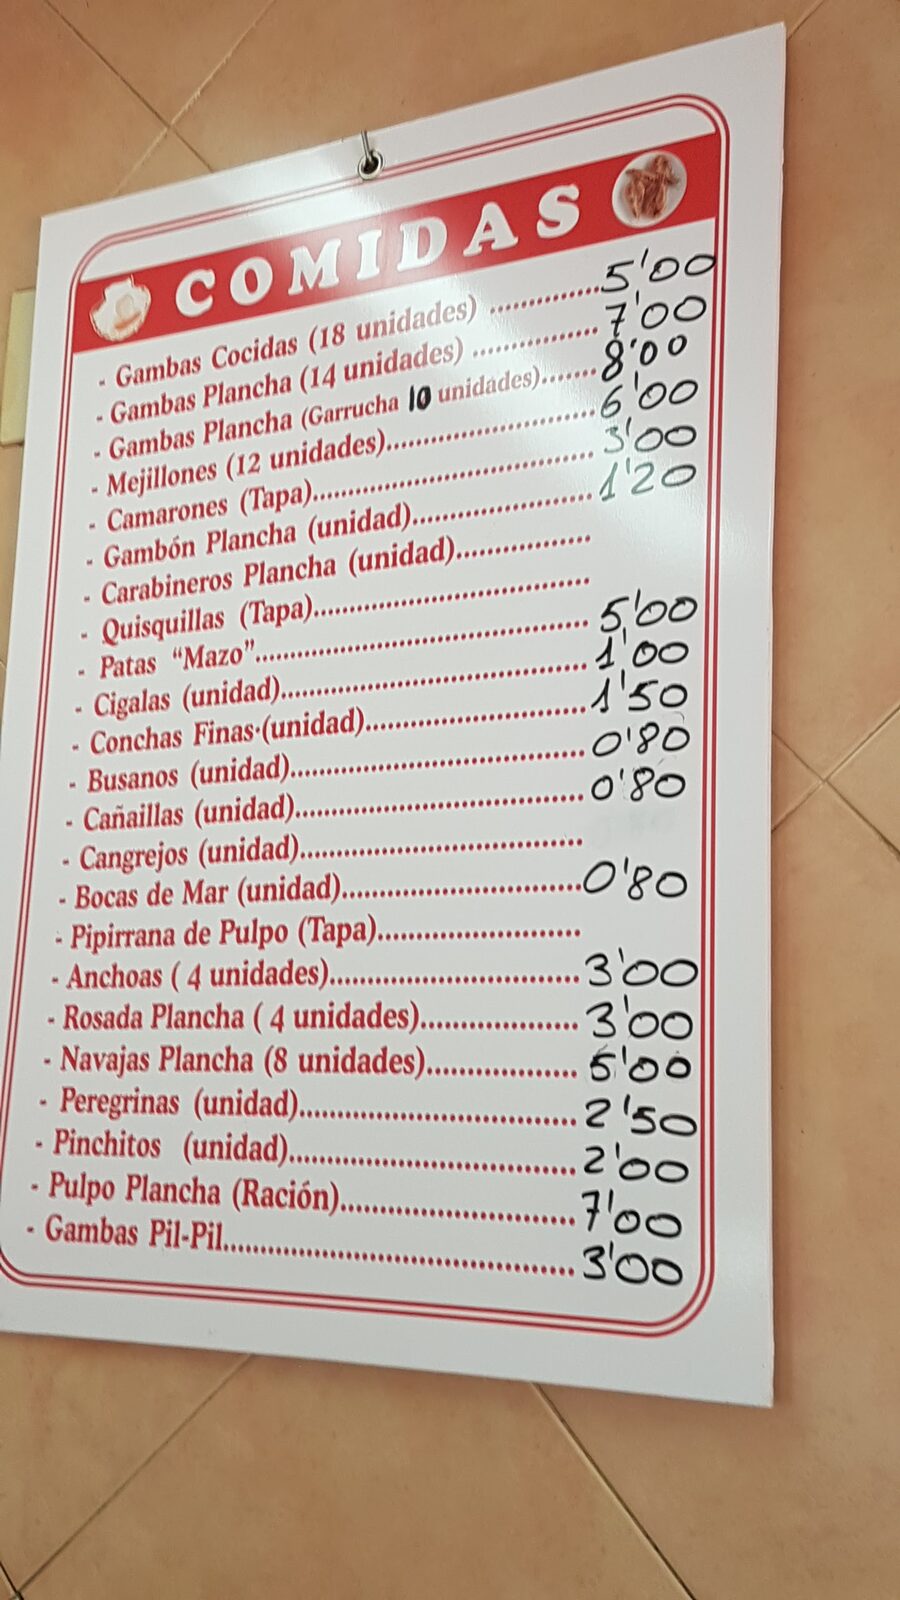 COMIDAS
- Gambas Cocidas (18 unidades) ............... 5'00
- Gambas Plancha (14 unidades) ............... 7'00
- Gambas Plancha (Garrucha 10 unidades)....... 8'00
- Mejillones (12 unidades)............... 6'00
- Camarones (Tapa)............... 3'00
- Gambón Plancha (unidad)............... 1'20
- Carabineros Plancha (unidad)...............
- Quisquillas (Tapa)...............
- Patas “Mazo”............... 5'00
- Cigalas (unidad)............... 1'00
- Conchas Finas·(unidad)............... 1'50
- Busanos (unidad)............... 0'80
- Cañaillas (unidad)............... 0'80
- Cangrejos (unidad)...............
- Bocas de Mar (unidad)............... 0'80
- Pipirrana de Pulpo (Tapa)...............
- Anchoas ( 4 unidades)............... 3'00
- Rosada Plancha ( 4 unidades)............... 3'00
- Navajas Plancha (8 unidades)............... 5'00
- Peregrinas (unidad)............... 2'50
- Pinchitos (unidad)............... 2'00
- Pulpo Plancha (Ración)............... 7'00
- Gambas Pil-Pil............... 3'00